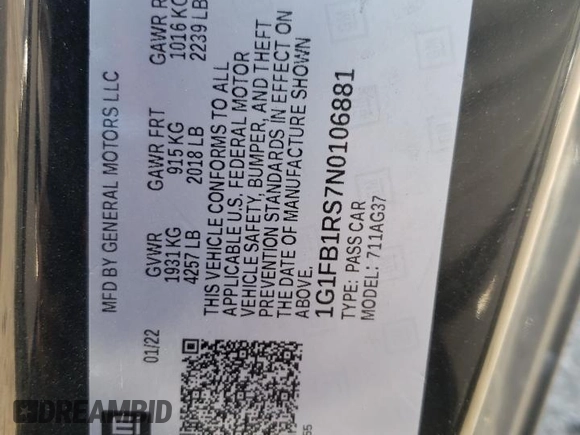 MFD BY GENERAL MOTORS LLC
01/22
GVWR
1931 KG
4257 LB
GAWR FRT
915 KG
2018 LB
GAWR R
1016 KG
2239 LB
THIS VEHICLE CONFORMS TO ALL
APPLICABLE U.S. FEDERAL MOTOR
VEHICLE SAFETY, BUMPER, AND THEFT
PREVENTION STANDARDS IN EFFECT ON
THE DATE OF MANUFACTURE SHOWN
ABOVE.
1G1FB1RS7N0106881
TYPE: PASS CAR
MODEL: 711AG37
DREAMBID